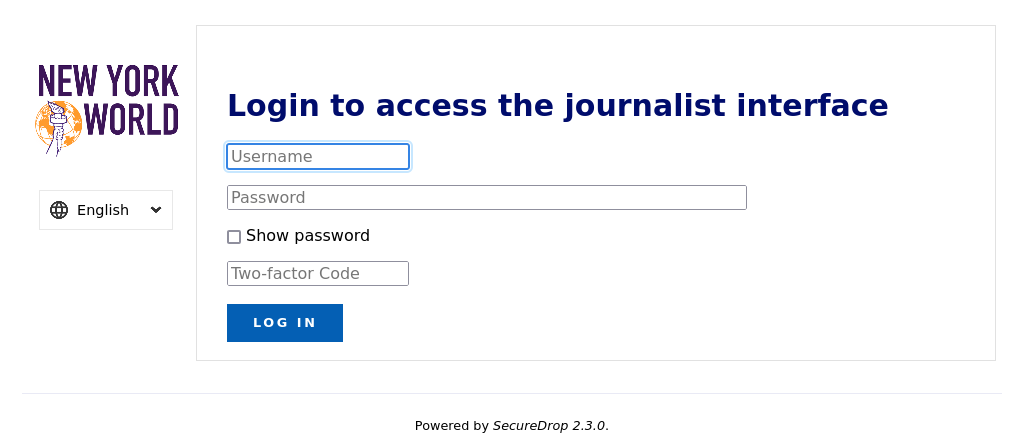 NEW YORK
WORLD
English
Login to access the journalist interface
Username
Password
Show password
Two-factor Code
LOG IN
Powered by SecureDrop 2.3.0.